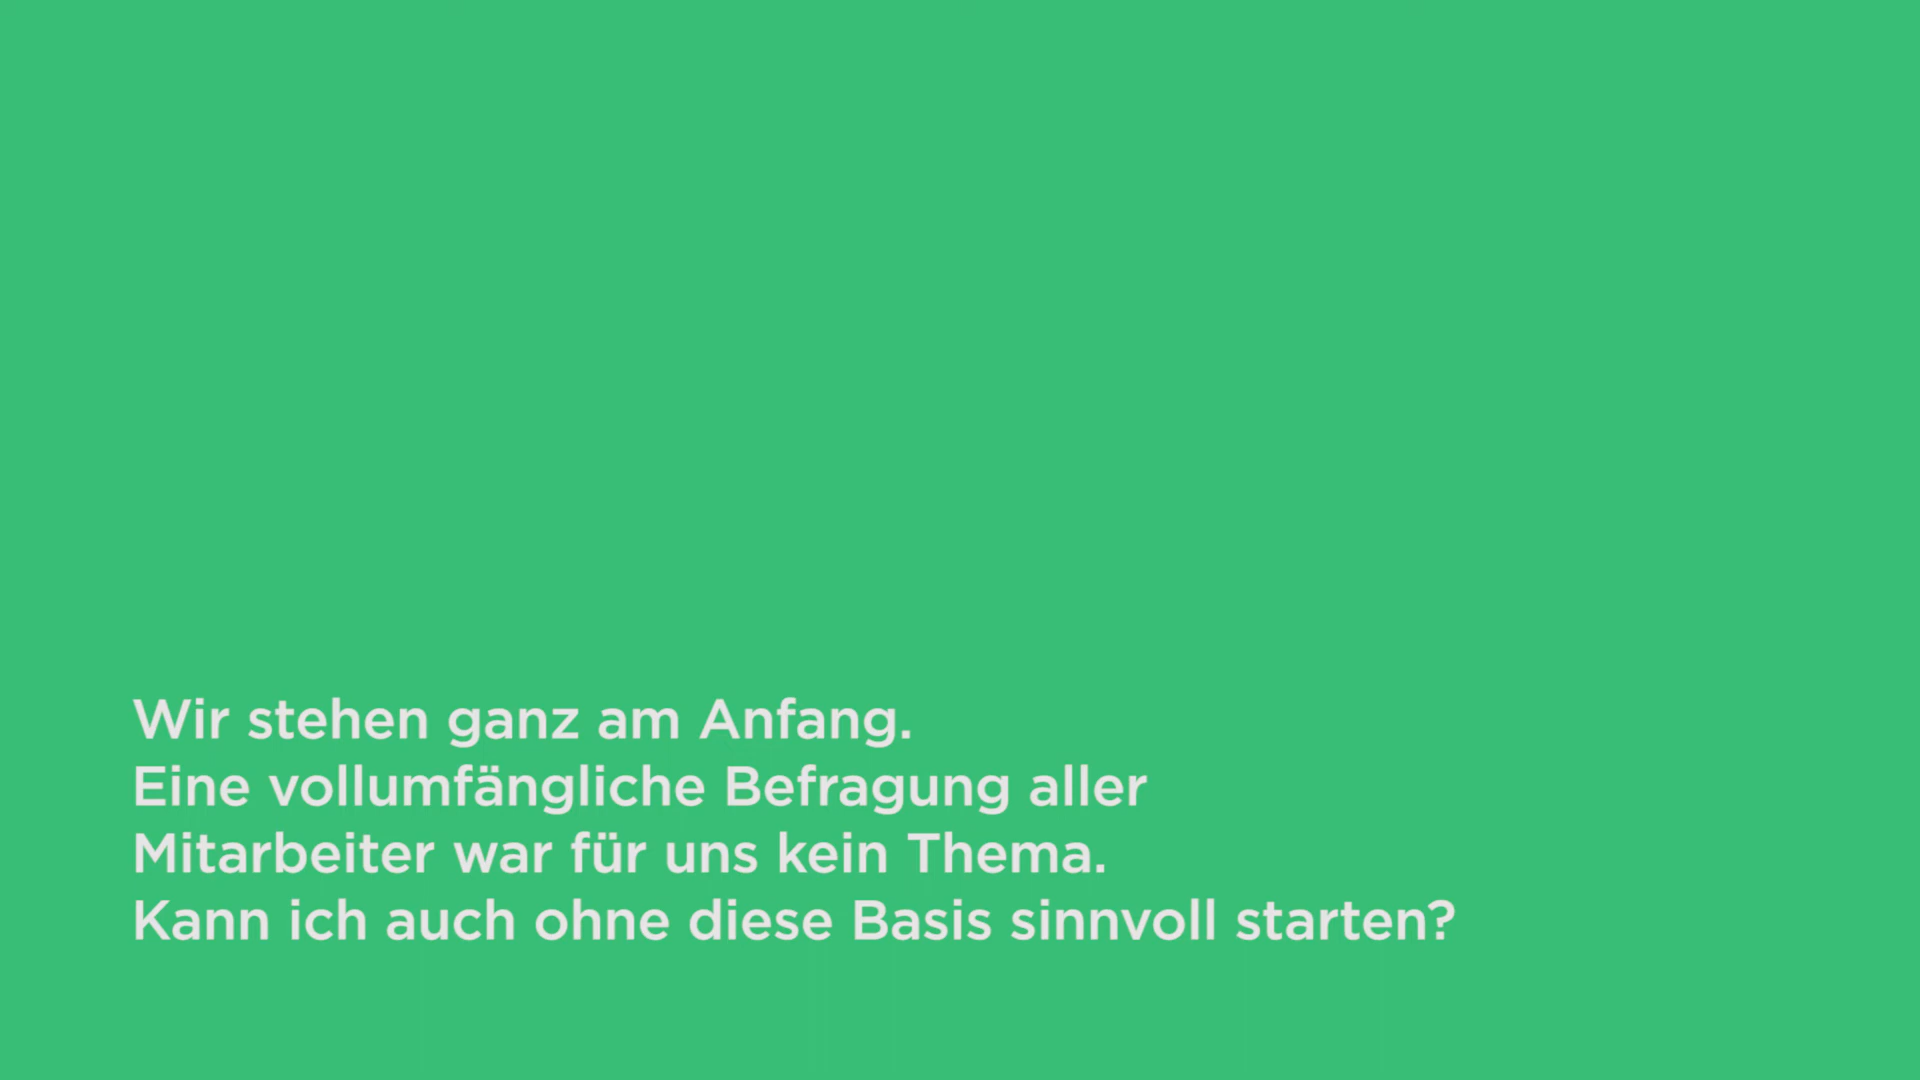 Wir stehen ganz am Anfang.
Eine vollumfängliche Befragung aller
Mitarbeiter war für uns kein Thema.
Kann ich auch ohne diese Basis sinnvoll starten?